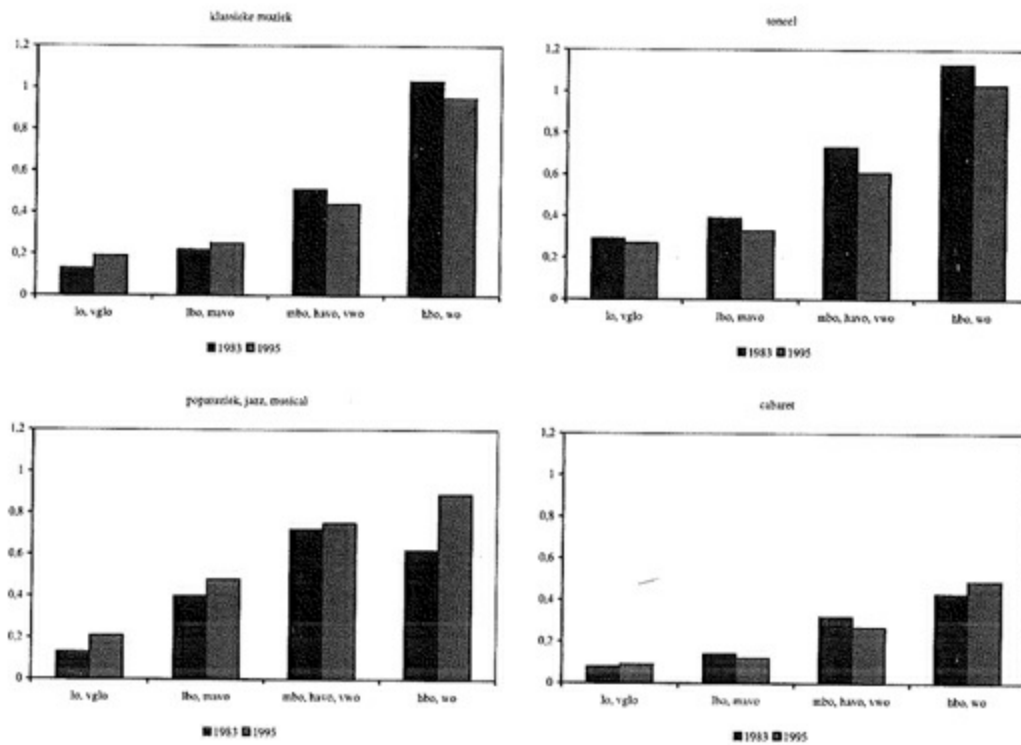 klassieke muziek
1,2
1
0,8
0,6
0,4
0,2
0
lo, vglo
lbo, mavo
mbo, havo, vwo
hbo, wo
1983 1995
toneel
1,2
1
0,8
0,6
0,4
0,2
0
lo, vglo
lbo, mavo
mbo, havo, vwo
hbo, wo
1983 1995
popmuziek, jazz, musical
1,2
1
0,8
0,6
0,4
0,2
0
lo, vglo
lbo, mavo
mbo, havo, vwo
hbo, wo
1983 1995
cabaret
1,2
1
0,8
0,6
0,4
0,2
0
lo, vglo
lbo, mavo
mbo, havo, vwo
hbo, wo
1983 1995